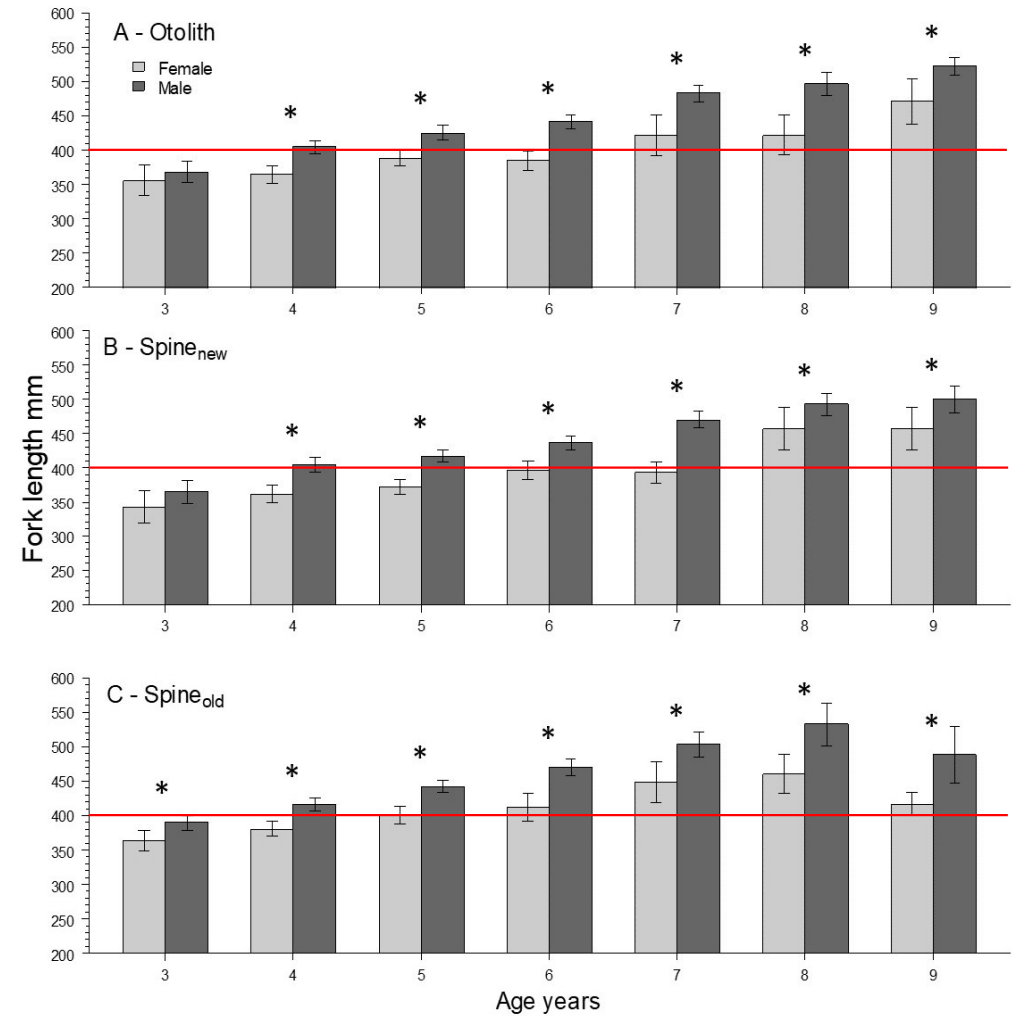 A - Otolith
Female
Male
600
550
500
450
400
350
300
250
200
* * * * * *
3 4 5 6 7 8 9
B - Spinenew
600
550
500
450
400
350
300
250
200
* * * * * *
3 4 5 6 7 8 9
Fork length mm
C - Spineold
600
550
500
450
400
350
300
250
200
* * * * * * *
3 4 5 6 7 8 9
Age years